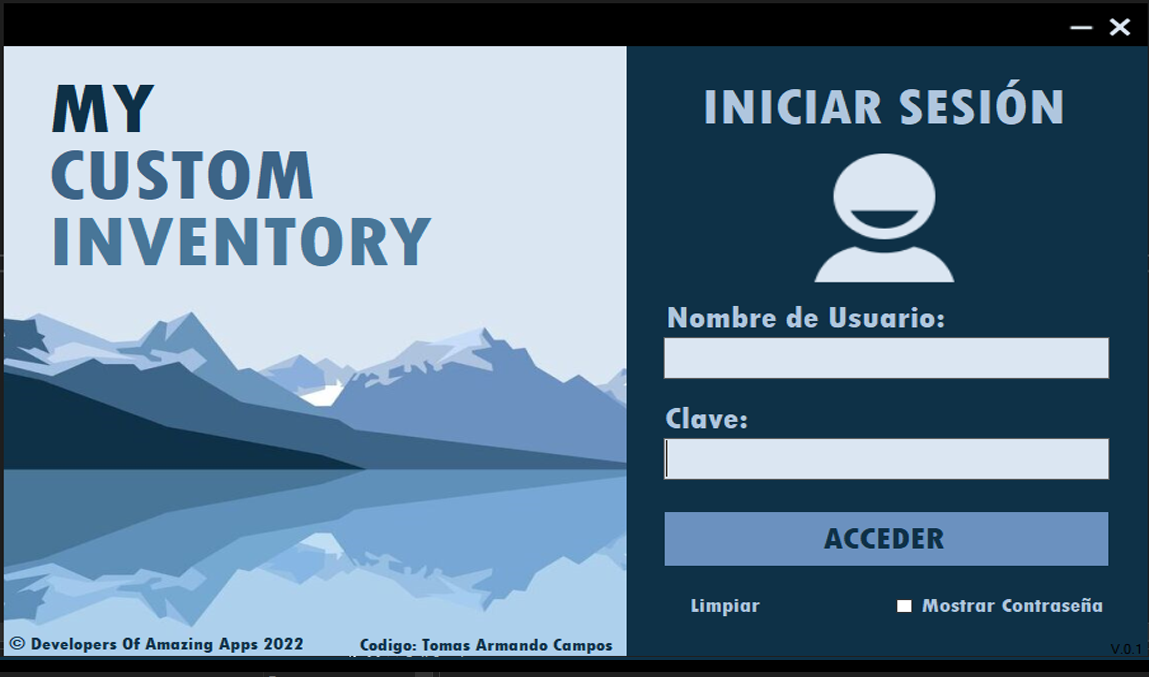 MY
CUSTOM
INVENTORY
© Developers Of Amazing Apps 2022
Codigo: Tomas Armando Campos
INICIAR SESIÓN
Nombre de Usuario:
Clave:
ACCEDER
Limpiar
Mostrar Contraseña
V.0.1